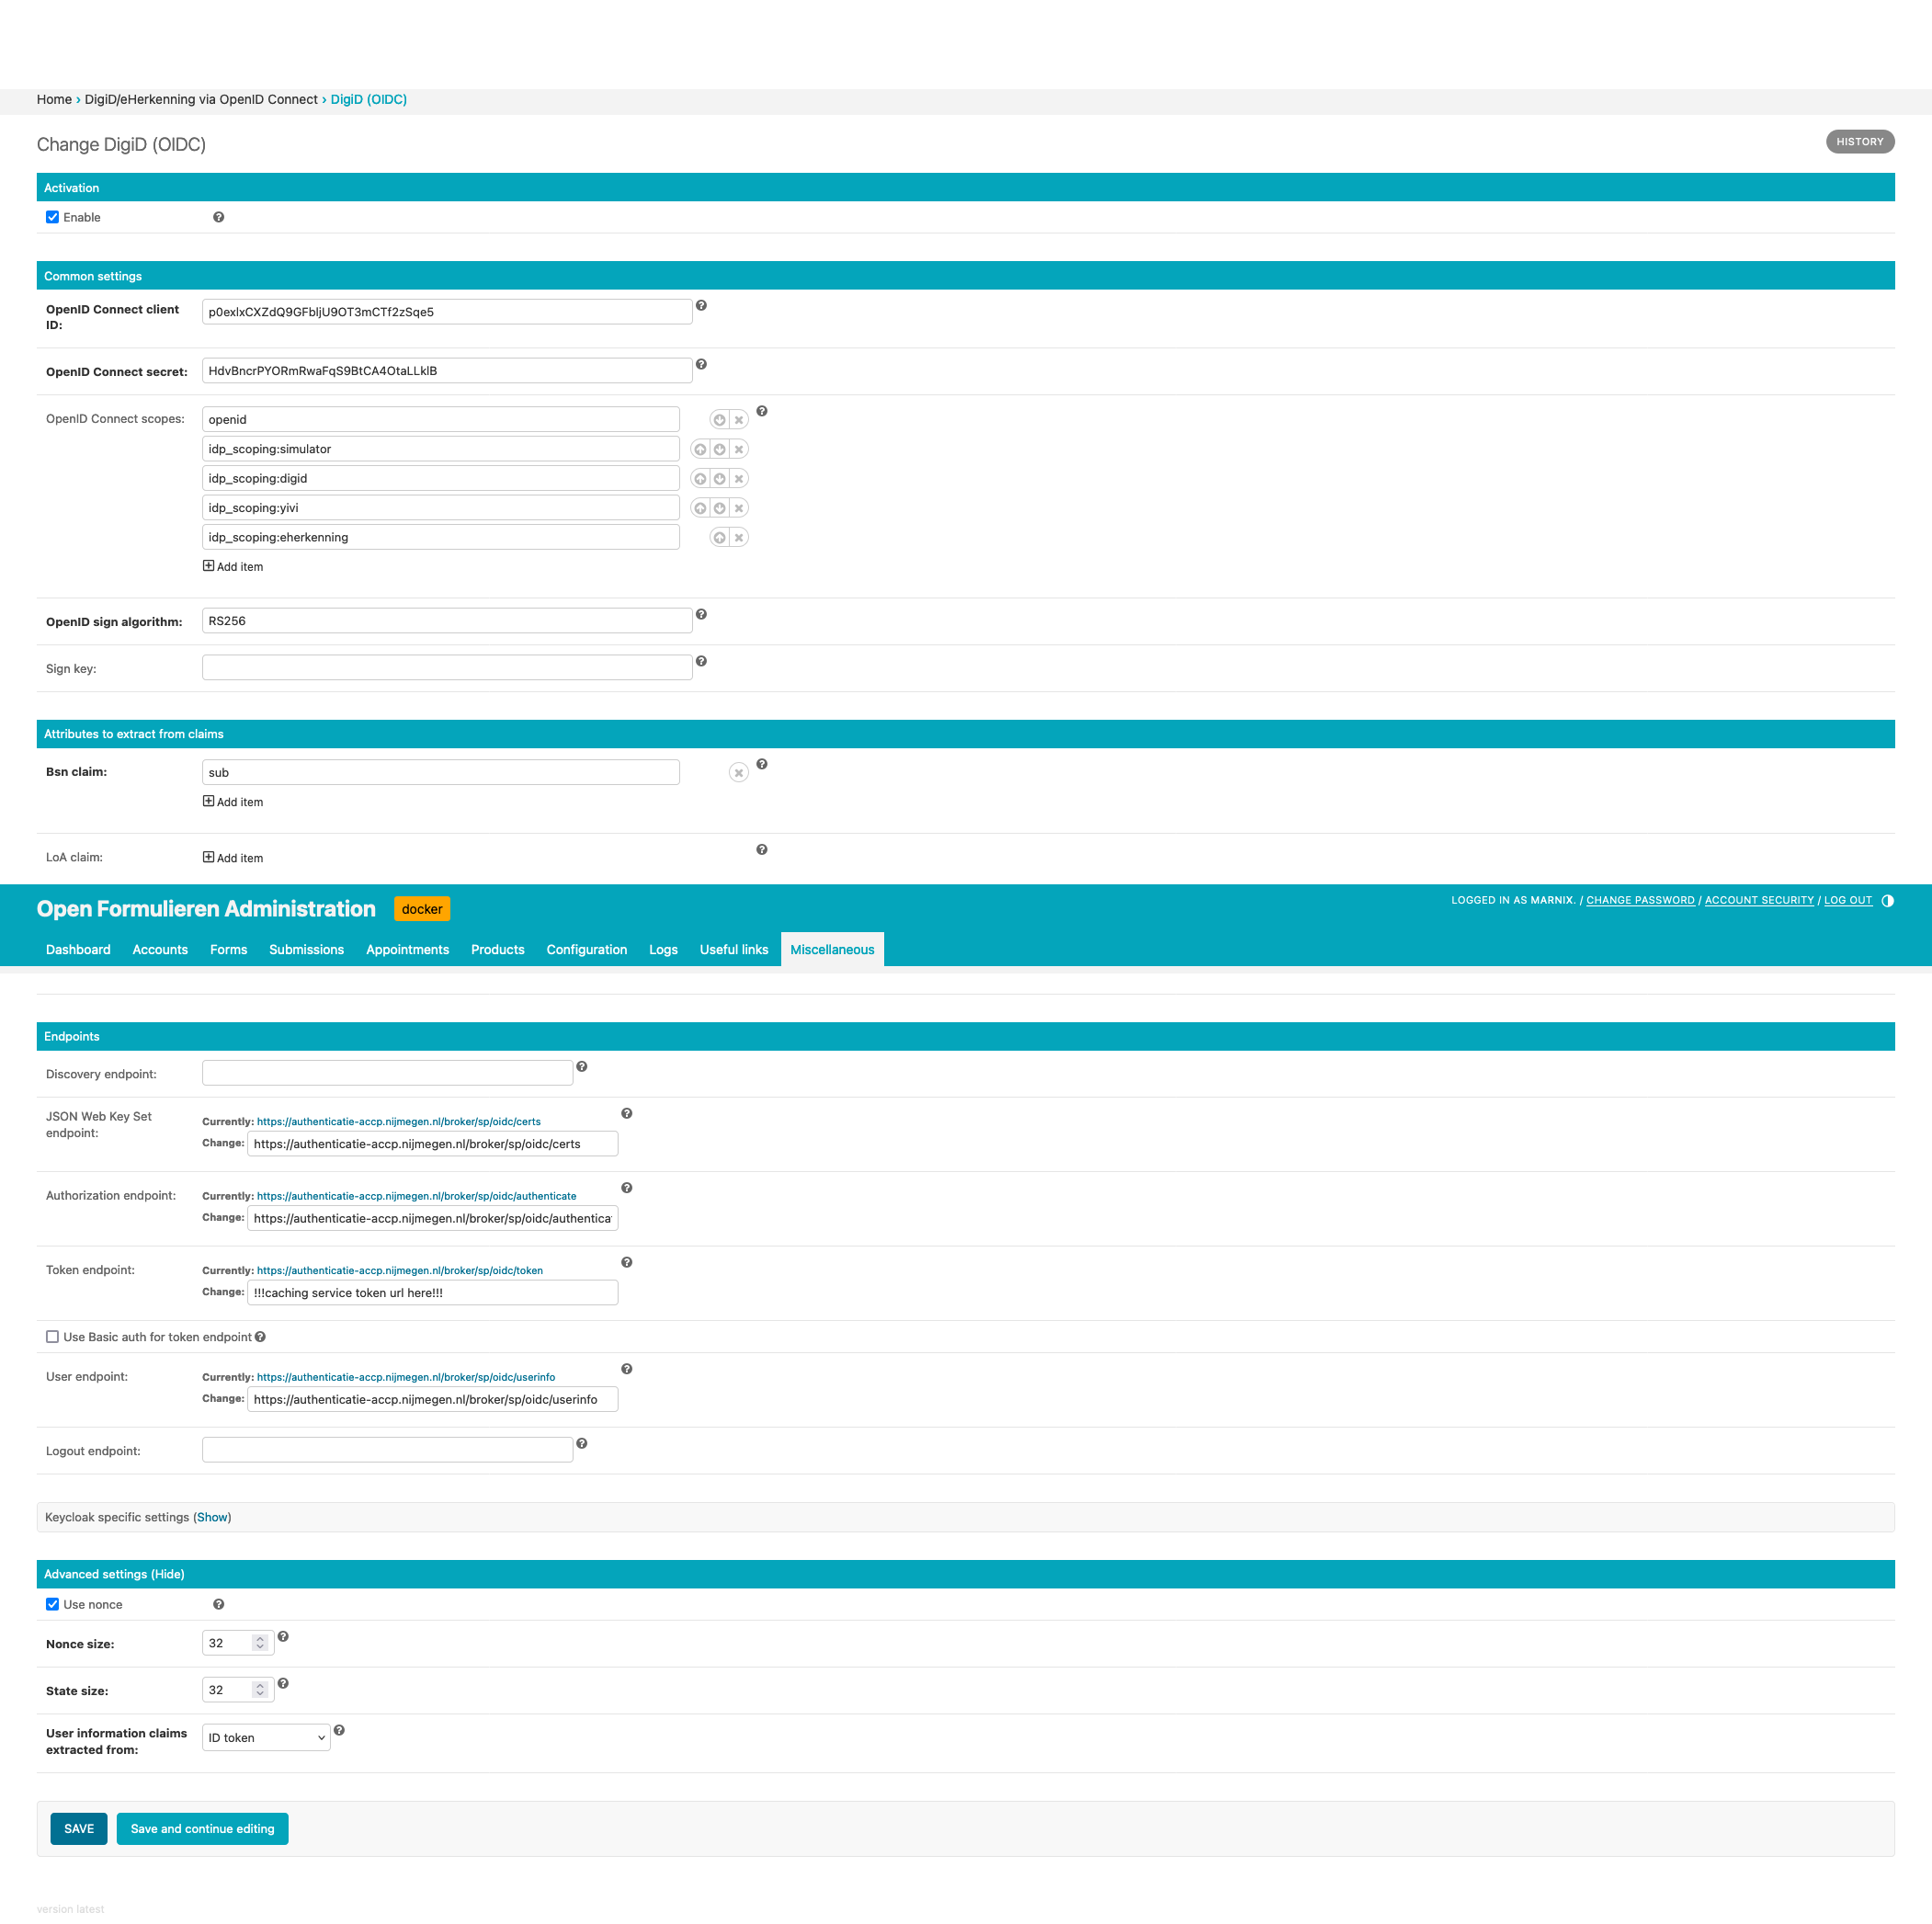 Home › DigiD/eHerkenning via OpenID Connect › DigiD (OIDC)
Change DigiD (OIDC)
HISTORY
Activation
Enable
Common settings
OpenID Connect client ID:
p0exlxCXZdQ9GFbljU9OT3mCTf2zSqe5
OpenID Connect secret:
HdvBncrPYORmRwaFqS9BtCA4OtaLLklB
OpenID Connect scopes:
openid
idp_scoping:simulator
idp_scoping:digid
idp_scoping:yivi
idp_scoping:eherkenning
Add item
OpenID sign algorithm:
RS256
Sign key:
Attributes to extract from claims
Bsn claim:
sub
Add item
LoA claim:
Add item
Open Formulieren Administration
docker
LOGGED IN AS MARNIX. / CHANGE PASSWORD / ACCOUNT SECURITY / LOG OUT
Dashboard Accounts Forms Submissions Appointments Products Configuration Logs Useful links Miscellaneous
Endpoints
Discovery endpoint:
JSON Web Key Set endpoint:
Currently: https://authenticatie-accp.nijmegen.nl/broker/sp/oidc/certs
Change: https://authenticatie-accp.nijmegen.nl/broker/sp/oidc/certs
Authorization endpoint:
Currently: https://authenticatie-accp.nijmegen.nl/broker/sp/oidc/authenticate
Change: https://authenticatie-accp.nijmegen.nl/broker/sp/oidc/authentica
Token endpoint:
Currently: https://authenticatie-accp.nijmegen.nl/broker/sp/oidc/token
Change: !!!caching service token url here!!!
Use Basic auth for token endpoint
User endpoint:
Currently: https://authenticatie-accp.nijmegen.nl/broker/sp/oidc/userinfo
Change: https://authenticatie-accp.nijmegen.nl/broker/sp/oidc/userinfo
Logout endpoint:
Keycloak specific settings (Show)
Advanced settings (Hide)
Use nonce
Nonce size:
32
State size:
32
User information claims extracted from:
ID token
SAVE
Save and continue editing
version latest